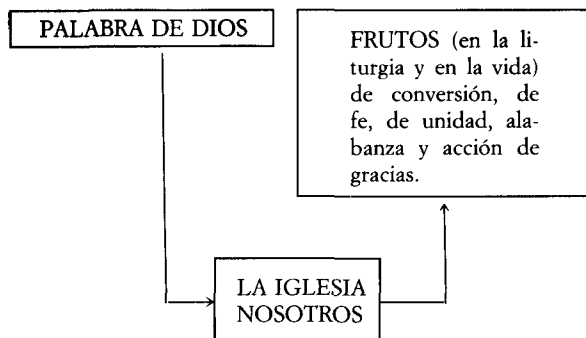 PALABRA DE DIOS
FRUTOS (en la li-
turgia y en la vida)
de conversión, de
fe, de unidad, ala-
banza y acción de
gracias.
LA IGLESIA
NOSOTROS